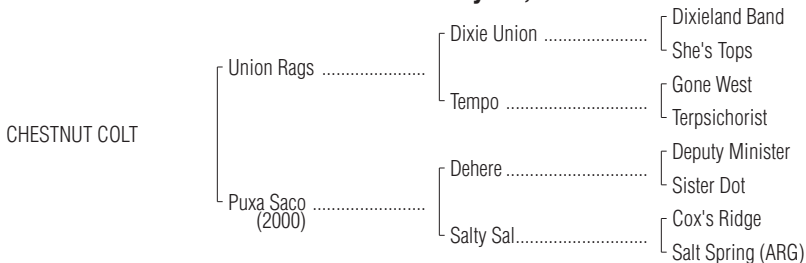 Dixieland Band
Dixie Union ......................
She's Tops
Union Rags ......................
Gone West
Tempo ..............................
Terpsichorist
CHESTNUT COLT
Deputy Minister
Dehere ..............................
Sister Dot
Puxa Saco ........................
(2000)
Cox's Ridge
Salty Sal............................
Salt Spring (ARG)